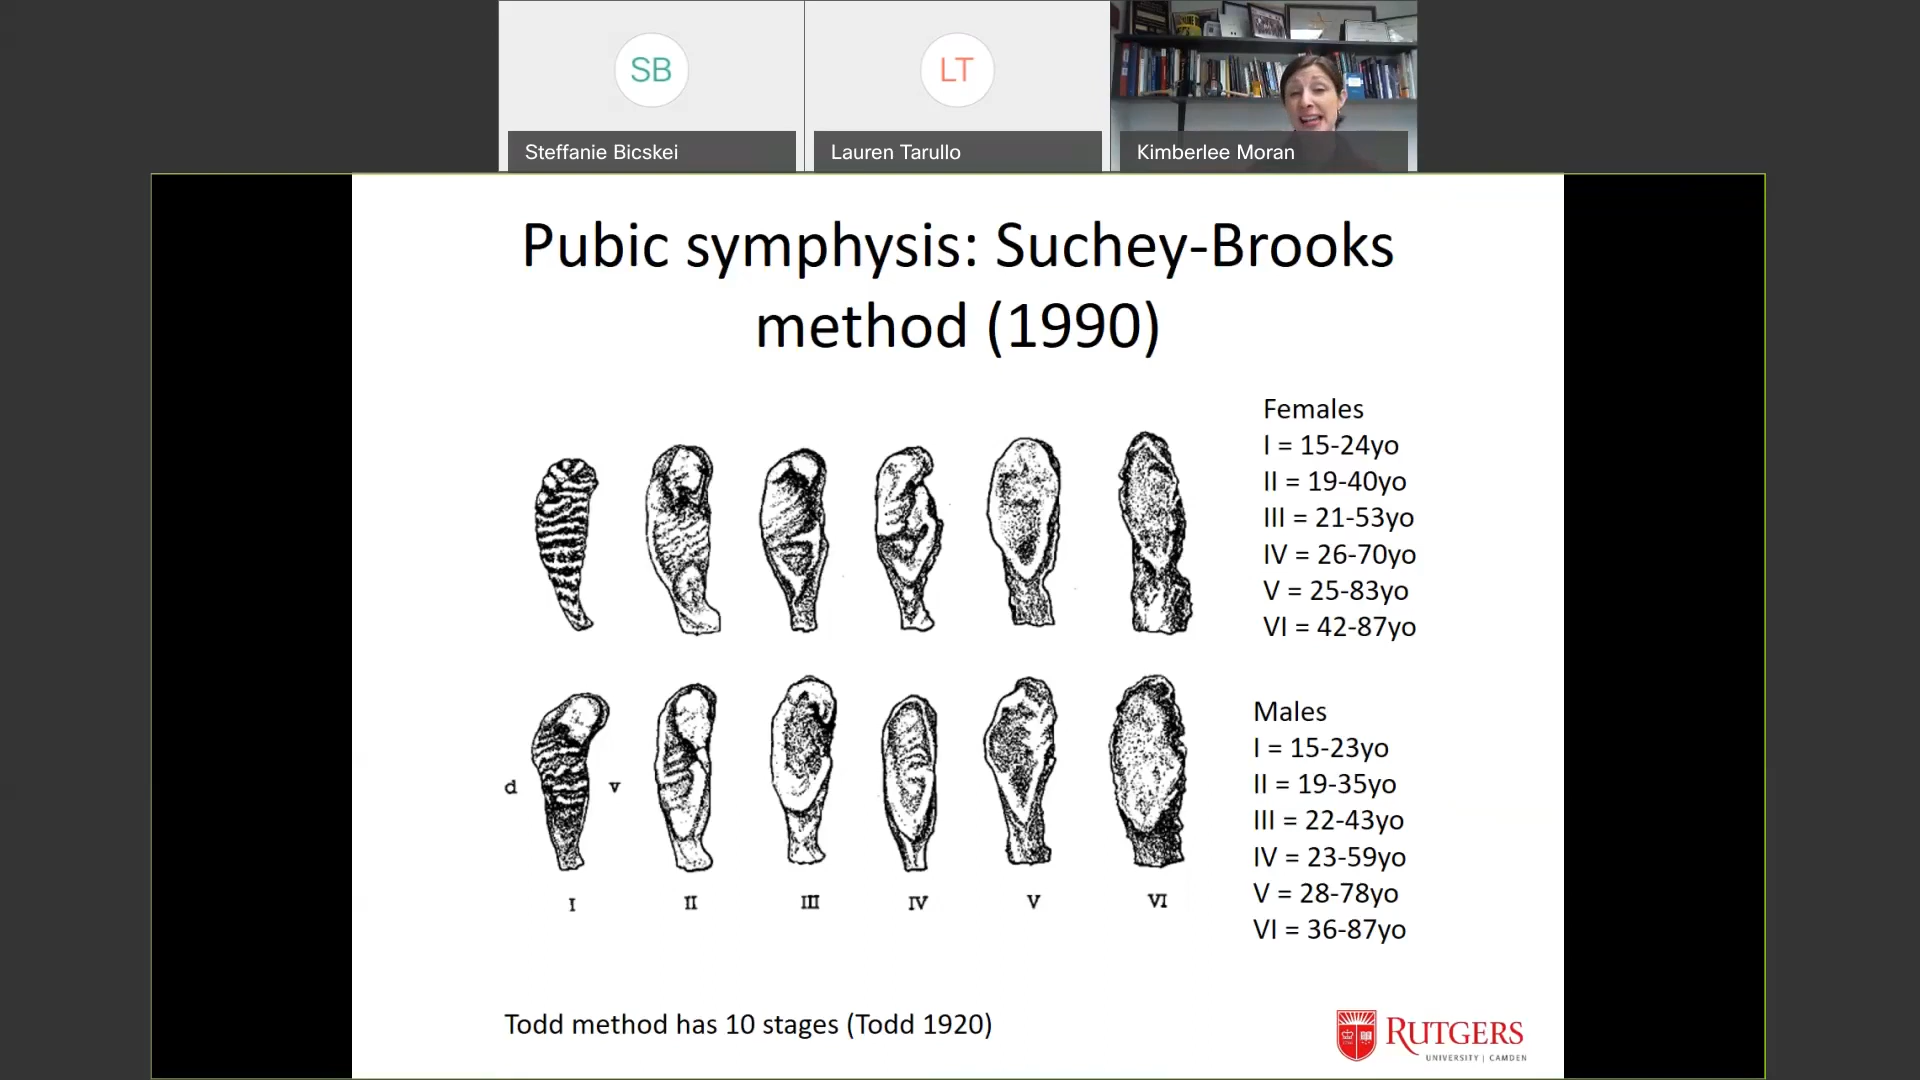 SB
LT
Steffanie Bicskei
Lauren Tarullo
Kimberlee Moran
Pubic symphysis: Suchey-Brooks
method (1990)
Females
I = 15-24yo
II = 19-40yo
III = 21-53yo
IV = 26-70yo
V = 25-83yo
VI = 42-87yo
Males
I = 15-23yo
II = 19-35yo
III = 22-43yo
IV = 23-59yo
V = 28-78yo
VI = 36-87yo
d v
I II III IV V VI
Todd method has 10 stages (Todd 1920)
RUTGERS
UNIVERSITY | CAMDEN